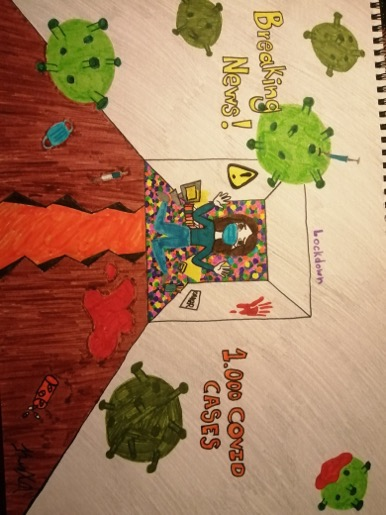 Breaking
News!
Lockdown
1.000 COVID
CASES